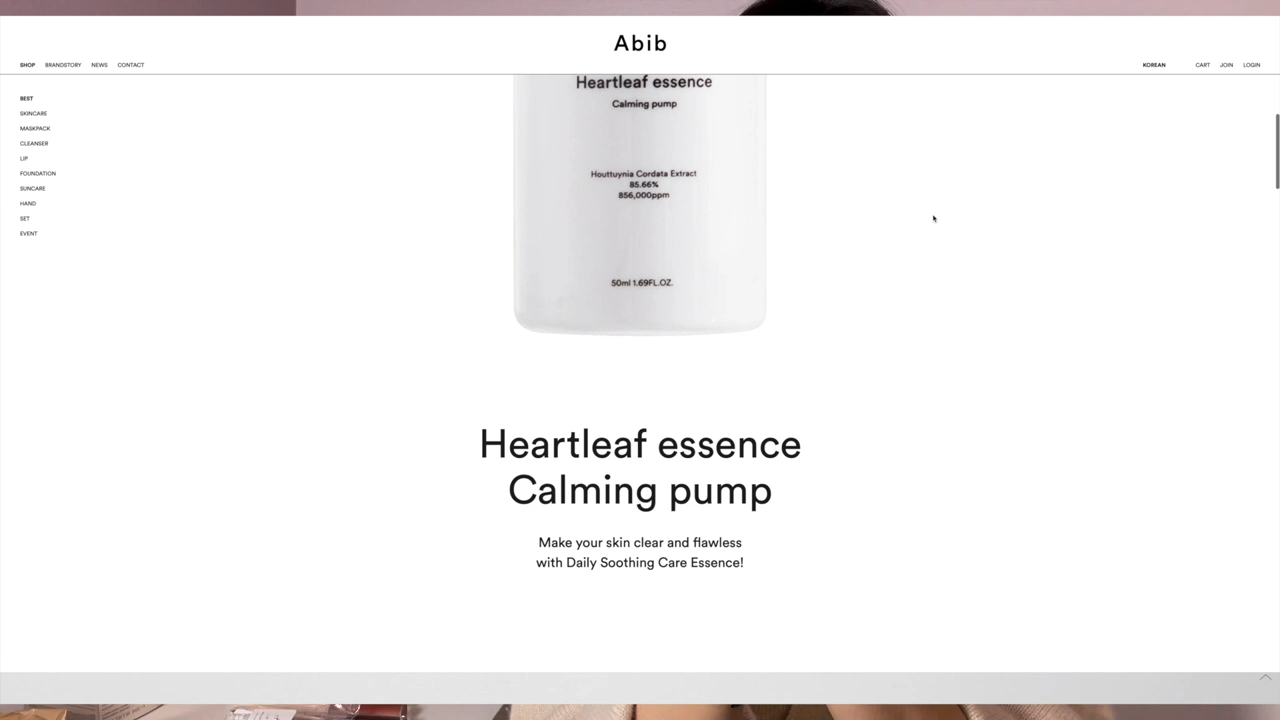 Abib
SHOP BRANDSTORY NEWS CONTACT
KOREAN CART JOIN LOGIN
BEST
SKINCARE
MASKPACK
CLEANSER
LIP
FOUNDATION
SUNCARE
HAND
SET
EVENT
Heartleaf essence
Calming pump
Houttuynia Cordata Extract
85.66%
856,000ppm
50ml 1.69FL.OZ.
Heartleaf essence
Calming pump
Make your skin clear and flawless
with Daily Soothing Care Essence!